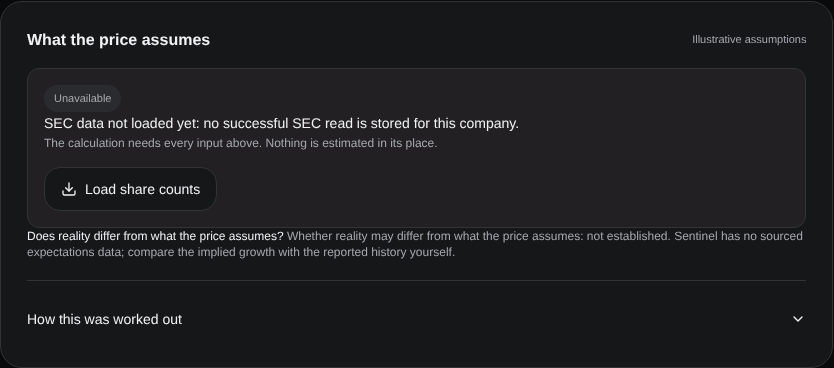 What the price assumes
Illustrative assumptions
Unavailable
SEC data not loaded yet: no successful SEC read is stored for this company.
The calculation needs every input above. Nothing is estimated in its place.
Load share counts
Does reality differ from what the price assumes? Whether reality may differ from what the price assumes: not established. Sentinel has no sourced
expectations data; compare the implied growth with the reported history yourself.
How this was worked out